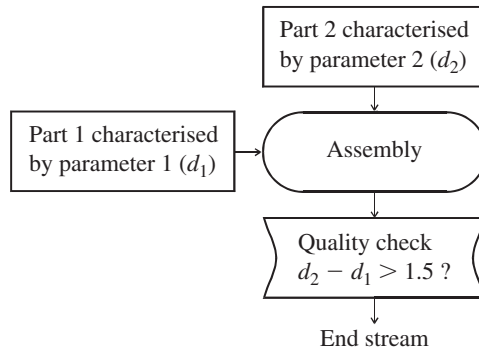 Part 2 characterised
by parameter 2 (d₂)
Part 1 characterised
by parameter 1 (d₁)
Assembly
Quality check
d₂ − d₁ > 1.5 ?
End stream